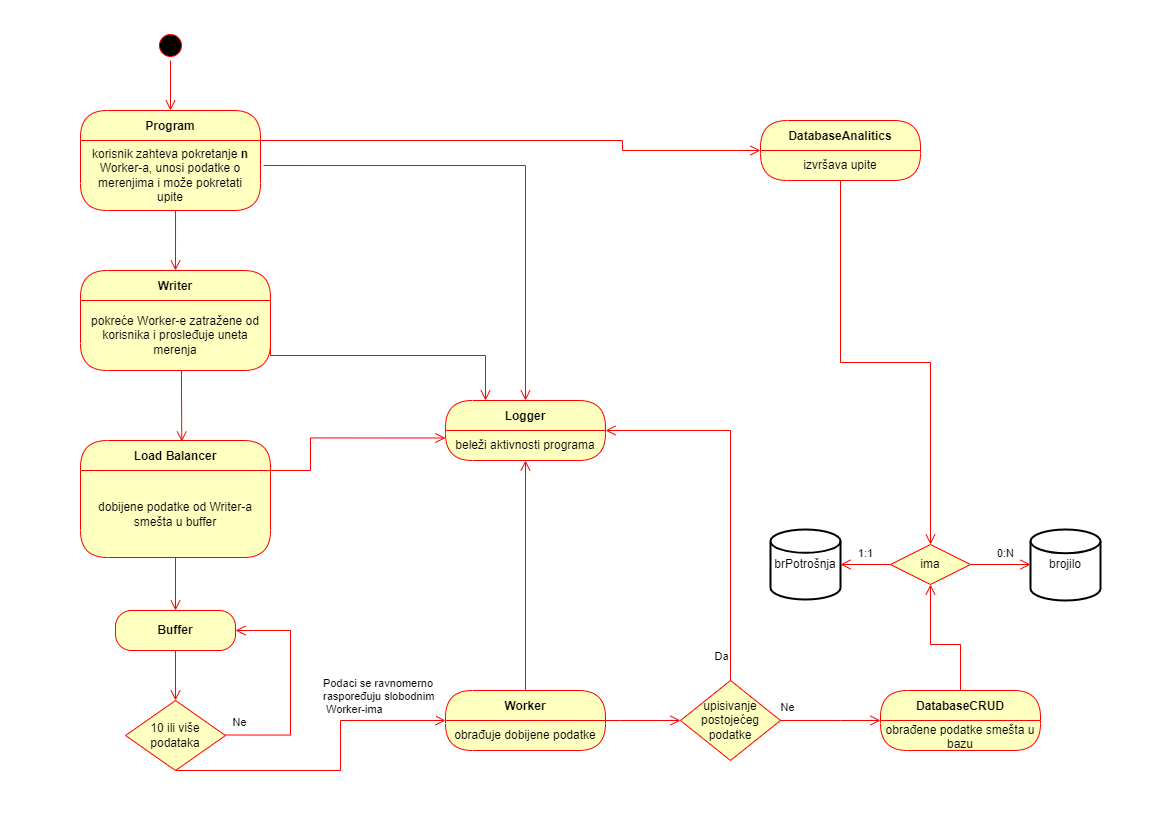 Program
korisnik zahteva pokretanje n
Worker-a, unosi podatke o
merenjima i može pokretati
upite
DatabaseAnalitics
izvršava upite
Writer
pokreće Worker-e zatražene od
korisnika i prosleđuje uneta
merenja
Logger
beleži aktivnosti programa
Load Balancer
dobijene podatke od Writer-a
smešta u buffer
brPotrošnja
1:1
ima
0:N
brojilo
Buffer
10 ili više
podataka
Ne
Podaci se ravnomerno
raspoređuju slobodnim
Worker-ima
Worker
obrađuje dobijene podatke
Da
upisivanje
postojećeg
podatke
Ne
DatabaseCRUD
obrađene podatke smešta u
bazu